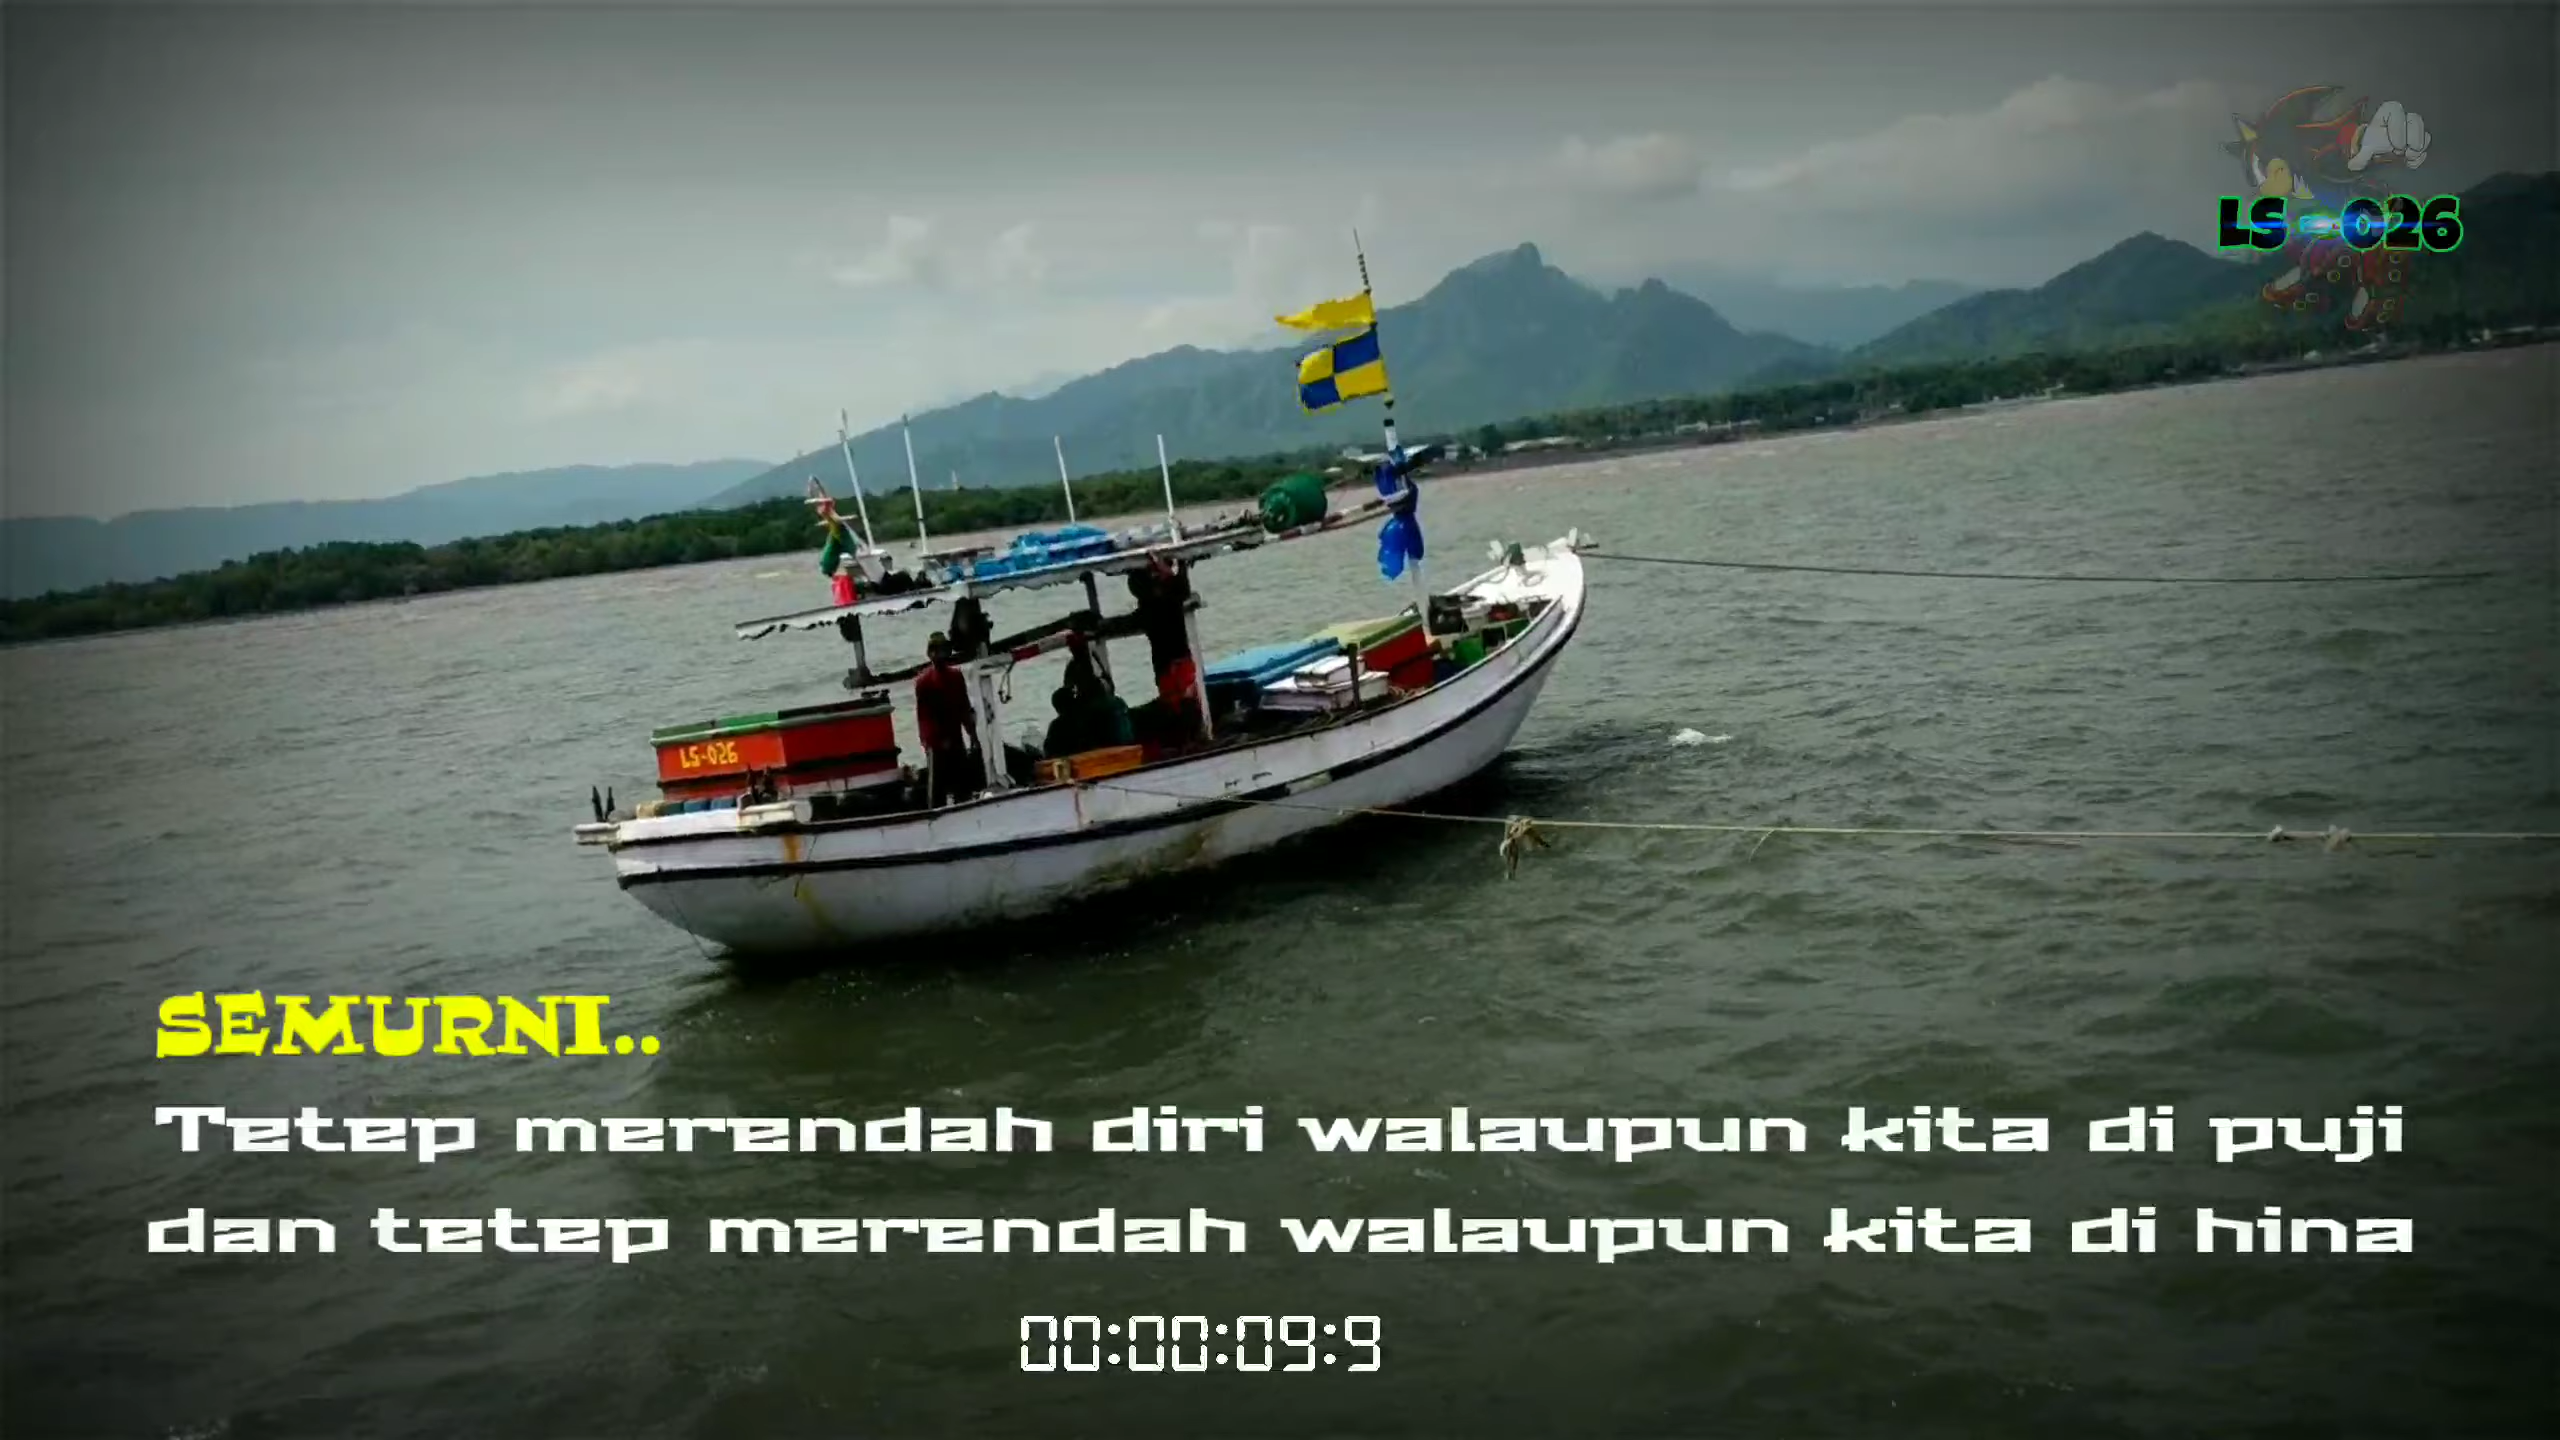 LS-026
LS-026
SEMURNI..
Tetep merendah diri walaupun kita di puji
dan tetep merendah walaupun kita di hina
00:00:09:9